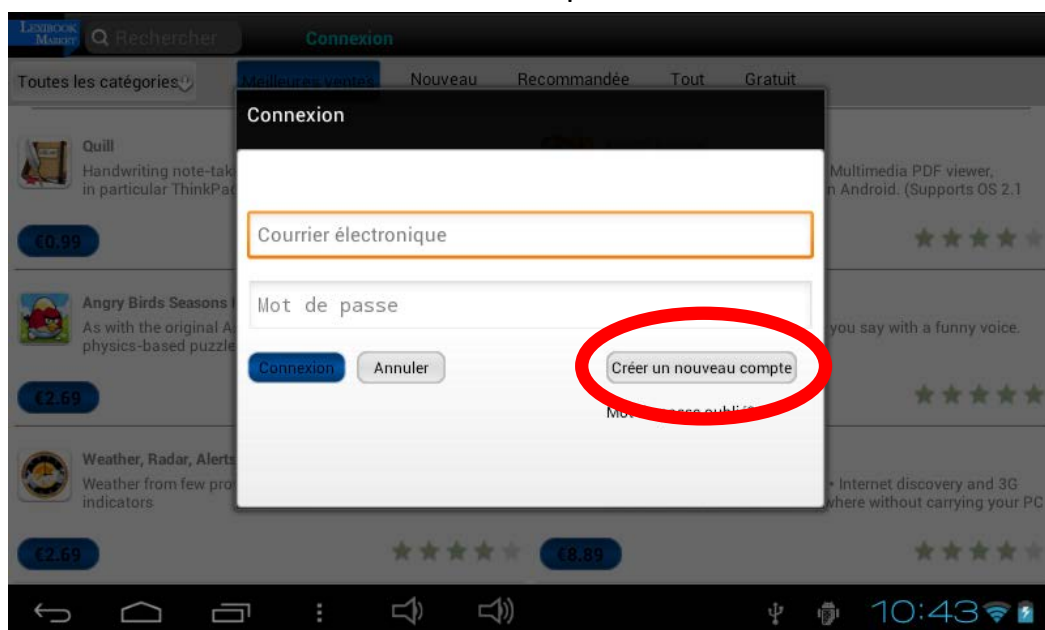 LEXIBOOK
MARKET
Rechercher
Connexion
Toutes les catégories
Meilleures ventes
Nouveau
Recommandée
Tout
Gratuit
Connexion
Quill
Handwriting note-tak
in particular ThinkPad
Multimedia PDF viewer,
n Android. (Supports OS 2.1
€0.99
Courrier électronique
Angry Birds Seasons
As with the original A
physics-based puzzle
you say with a funny voice.
Mot de passe
Connexion
Annuler
Créer un nouveau compte
€2.69
Weather, Radar, Alerts
Weather from few pro
indicators
• Internet discovery and 3G
where without carrying your PC
€2.69
€8.89
10:43